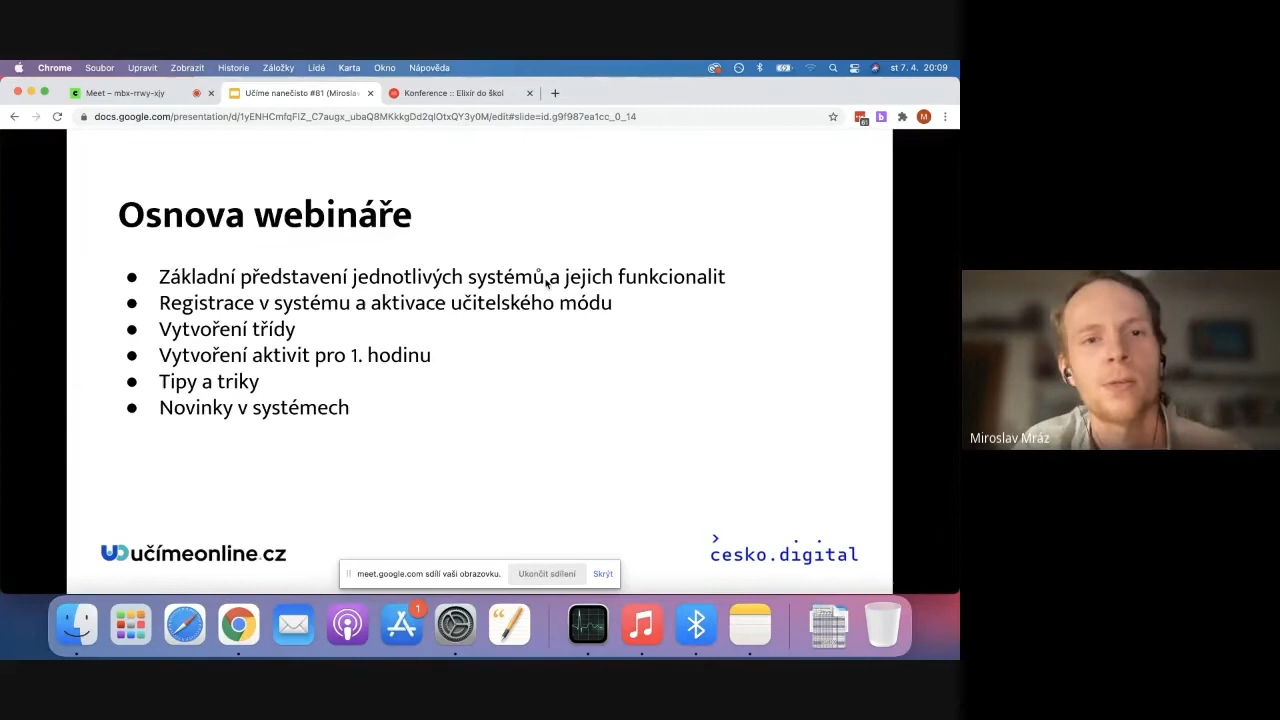 Chrome Soubor Upravit Zobrazit Historie Záložky Lidé Karta Okno Nápověda st 7. 4. 20:09
Meet – mbx-rrwy-xjy Učíme nanečisto #81 (Miroslav Konference :: Elixír do škol
docs.google.com/presentation/d/1yENHCmfqFiZ_C7augx_ubaQ8MKkkgDd2qlOtxQY3y0M/edit#slide=id.g9f987ea1cc_0_14 M
Osnova webináře
● Základní představení jednotlivých systémů a jejich funkcionalit
● Registrace v systému a aktivace učitelského módu
● Vytvoření třídy
● Vytvoření aktivit pro 1. hodinu
● Tipy a triky
● Novinky v systémech
Miroslav Mráz
učímeonline.cz
cesko.digital
meet.google.com sdílí vaši obrazovku. Ukončit sdílení Skrýt
1